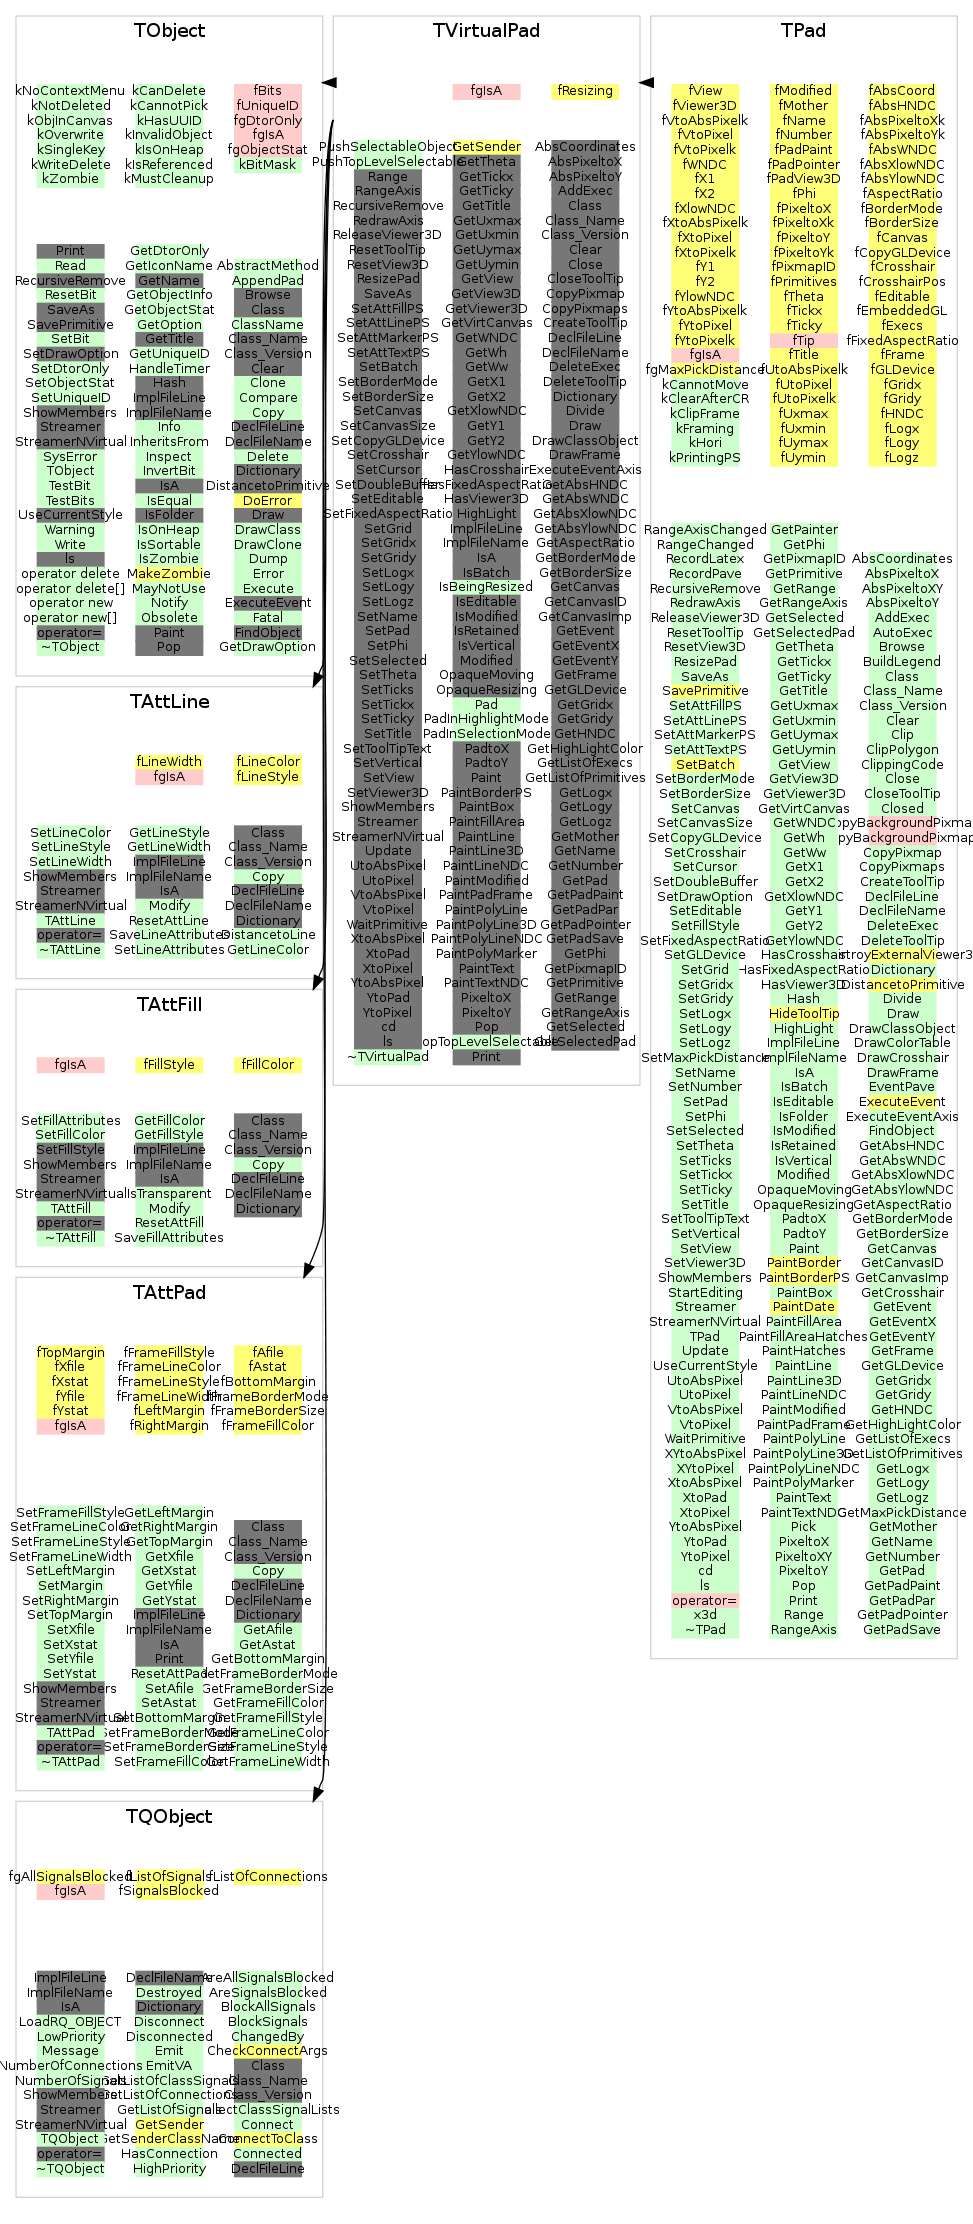 TObject
kNoContextMenu kCanDelete fBits
kNotDeleted kCannotPick fUniqueID
kObjInCanvas kHasUUID fgDtorOnly
kOverwrite kInvalidObject fgIsA
kSingleKey kIsOnHeap fgObjectStat
kWriteDelete kIsReferenced kBitMask
kZombie kMustCleanup
Print GetDtorOnly
Read GetIconName AbstractMethod
RecursiveRemove GetName AppendPad
ResetBit GetObjectInfo Browse
SaveAs GetObjectStat Class
SavePrimitive GetOption ClassName
SetBit GetTitle Class_Name
SetDrawOption GetUniqueID Class_Version
SetDtorOnly HandleTimer Clear
SetObjectStat Hash Clone
SetUniqueID ImplFileLine Compare
ShowMembers ImplFileName Copy
Streamer Info DeclFileLine
StreamerNVirtual InheritsFrom DeclFileName
SysError Inspect Delete
TObject InvertBit Dictionary
TestBit IsA DistancetoPrimitive
TestBits IsEqual DoError
UseCurrentStyle IsFolder Draw
Warning IsOnHeap DrawClass
Write IsSortable DrawClone
ls IsZombie Dump
operator delete MakeZombie Error
operator delete[] MayNotUse Execute
operator new Notify ExecuteEvent
operator new[] Obsolete Fatal
operator= Paint FindObject
~TObject Pop GetDrawOption
TAttLine
fLineWidth fLineColor
fgIsA fLineStyle
SetLineColor GetLineStyle Class
SetLineStyle GetLineWidth Class_Name
SetLineWidth ImplFileLine Class_Version
ShowMembers ImplFileName Copy
Streamer IsA DeclFileLine
StreamerNVirtual Modify DeclFileName
TAttLine ResetAttLine Dictionary
operator= SaveLineAttributes DistancetoLine
~TAttLine SetLineAttributes GetLineColor
TAttFill
fgIsA fFillStyle fFillColor
SetFillAttributes GetFillColor Class
SetFillColor GetFillStyle Class_Name
SetFillStyle ImplFileLine Class_Version
ShowMembers ImplFileName Copy
Streamer IsA DeclFileLine
StreamerNVirtual IsTransparent DeclFileName
TAttFill Modify Dictionary
operator= ResetAttFill
~TAttFill SaveFillAttributes
TAttPad
fTopMargin fFrameFillStyle fAfile
fXfile fFrameLineColor fAstat
fXstat fFrameLineStyle fBottomMargin
fYfile fFrameLineWidth fFrameBorderMode
fYstat fLeftMargin fFrameBorderSize
fgIsA fRightMargin fFrameFillColor
SetFrameFillStyle GetLeftMargin
SetFrameLineColor GetRightMargin Class
SetFrameLineStyle GetTopMargin Class_Name
SetFrameLineWidth GetXfile Class_Version
SetLeftMargin GetXstat Copy
SetMargin GetYfile DeclFileLine
SetRightMargin GetYstat DeclFileName
SetTopMargin ImplFileLine Dictionary
SetXfile ImplFileName GetAfile
SetXstat IsA GetAstat
SetYfile Print GetBottomMargin
SetYstat ResetAttPad GetFrameBorderMode
ShowMembers SetAfile GetFrameBorderSize
Streamer SetAstat GetFrameFillColor
StreamerNVirtual SetBottomMargin GetFrameFillStyle
TAttPad SetFrameBorderMode GetFrameLineColor
operator= SetFrameBorderSize GetFrameLineStyle
~TAttPad SetFrameFillColor GetFrameLineWidth
TQObject
fgAllSignalsBlocked fListOfSignals fListOfConnections
fgIsA fSignalsBlocked
ImplFileLine DeclFileName AreAllSignalsBlocked
ImplFileName Destroyed AreSignalsBlocked
IsA Dictionary BlockAllSignals
LoadRQ_OBJECT Disconnect BlockSignals
LowPriority Disconnected ChangedBy
Message Emit CheckConnectArgs
NumberOfConnections EmitVA Class
NumberOfSignals GetListOfClassSignals Class_Name
ShowMembers GetListOfConnections Class_Version
Streamer GetListOfSignals
StreamerNVirtual GetSender Connect
TQObject GetSenderClassName ConnectToClass
operator= HasConnection Connected
~TQObject HighPriority DeclFileLine
TVirtualPad
fgIsA fResizing
PushSelectableObject GetSender AbsCoordinates
PushTopLevelSelectable GetTheta AbsPixeltoX
Range GetTickx AbsPixeltoY
RangeAxis GetTicky AddExec
RecursiveRemove GetTitle Class
RedrawAxis GetUxmax Class_Name
ReleaseViewer3D GetUxmin Class_Version
ResetToolTip GetUymax Clear
ResetView3D GetUymin Close
ResizePad GetView CloseToolTip
SaveAs GetView3D CopyPixmap
SetAttFillPS GetViewer3D CopyPixmaps
SetAttLinePS GetVirtCanvas CreateToolTip
SetAttMarkerPS GetWNDC DeclFileLine
SetAttTextPS GetWh DeclFileName
SetBatch GetWw DeleteExec
SetBorderMode GetX1 DeleteToolTip
SetBorderSize GetX2 Dictionary
SetCanvas GetXlowNDC Divide
SetCanvasSize GetY1 Draw
SetCopyGLDevice GetY2 DrawClassObject
SetCrosshair GetYlowNDC DrawFrame
SetCursor HasCrosshair ExecuteEventAxis
SetDoubleBuffer HasFixedAspectRatio GetAbsHNDC
SetEditable HasViewer3D GetAbsWNDC
SetFixedAspectRatio HighLight GetAbsXlowNDC
SetGrid ImplFileLine GetAbsYlowNDC
SetGridx ImplFileName GetAspectRatio
SetGridy IsA GetBorderMode
SetLogx IsBatch GetBorderSize
SetLogy IsBeingResized GetCanvas
SetLogz IsEditable GetCanvasID
SetName IsModified GetCanvasImp
SetPad IsRetained GetEvent
SetPhi IsVertical GetEventX
SetSelected Modified GetEventY
SetTheta OpaqueMoving GetFrame
SetTicks OpaqueResizing GetGLDevice
SetTickx Pad GetGridx
SetTicky PadInHighlightMode GetGridy
SetTitle PadInSelectionMode GetHNDC
SetToolTipText PadtoX GetHighLightColor
SetVertical PadtoY GetListOfExecs
SetView Paint GetListOfPrimitives
SetViewer3D PaintBorderPS GetLogx
ShowMembers PaintBox GetLogy
Streamer PaintFillArea GetLogz
StreamerNVirtual PaintLine GetMother
Update PaintLine3D GetName
UtoAbsPixel PaintLineNDC GetNumber
UtoPixel PaintModified GetPad
VtoAbsPixel PaintPadFrame GetPadPaint
VtoPixel PaintPolyLine GetPadPar
WaitPrimitive PaintPolyLine3D GetPadPointer
XtoAbsPixel PaintPolyLineNDC GetPadSave
XtoPad PaintPolyMarker GetPhi
XtoPixel PaintText GetPixmapID
YtoAbsPixel PaintTextNDC GetPrimitive
YtoPad PixeltoX GetRange
YtoPixel PixeltoY GetRangeAxis
cd Pop GetSelected
ls PopTopLevelSelectable GetSelectedPad
~TVirtualPad Print
TPad
fView fModified fAbsCoord
fViewer3D fMother fAbsHNDC
fVtoAbsPixelk fName fAbsPixeltoXk
fVtoPixel fNumber fAbsPixeltoYk
fVtoPixelk fPadPaint fAbsWNDC
fWNDC fPadPointer fAbsXlowNDC
fX1 fPadView3D fAbsYlowNDC
fX2 fPhi fAspectRatio
fXlowNDC fPixeltoX fBorderMode
fXtoAbsPixelk fPixeltoXk fBorderSize
fXtoPixel fPixeltoY fCanvas
fXtoPixelk fPixeltoYk fCopyGLDevice
fY1 fPixmapID fCrosshair
fY2 fPrimitives fCrosshairPos
fYlowNDC fTheta fEditable
fYtoAbsPixelk fTickx fEmbeddedGL
fYtoPixel fTicky fExecs
fYtoPixelk fTip fFixedAspectRatio
fgIsA fTitle fFrame
fgMaxPickDistance fUtoAbsPixelk fGLDevice
kCannotMove fUtoPixel fGridx
kClearAfterCR fUtoPixelk fGridy
kClipFrame fUxmax fHNDC
kFraming fUxmin fLogx
kHori fUymax fLogy
kPrintingPS fUymin fLogz
RangeAxisChanged GetPainter
RangeChanged GetPhi
RecordLatex GetPixmapID AbsCoordinates
RecordPave GetPrimitive AbsPixeltoX
RecursiveRemove GetRange AbsPixeltoXY
RedrawAxis GetRangeAxis AbsPixeltoY
ReleaseViewer3D GetSelected AddExec
ResetToolTip GetSelectedPad AutoExec
ResetView3D GetTheta Browse
ResizePad GetTickx BuildLegend
SaveAs GetTicky Class
SavePrimitive GetTitle Class_Name
SetAttFillPS GetUxmax Class_Version
SetAttLinePS GetUxmin Clear
SetAttMarkerPS GetUymax Clip
SetAttTextPS GetUymin ClipPolygon
SetBatch GetView ClippingCode
SetBorderMode GetView3D Close
SetBorderSize GetViewer3D CloseToolTip
SetCanvas GetVirtCanvas Closed
SetCanvasSize GetWNDC
SetCopyGLDevice GetWh
SetCrosshair GetWw CopyPixmap
SetCursor GetX1 CopyPixmaps
SetDoubleBuffer GetX2 CreateToolTip
SetDrawOption GetXlowNDC DeclFileLine
SetEditable GetY1 DeclFileName
SetFillStyle GetY2 DeleteExec
SetFixedAspectRatio GetYlowNDC DeleteToolTip
SetGLDevice HasCrosshair
SetGrid HasFixedAspectRatio Dictionary
SetGridx HasViewer3D DistancetoPrimitive
SetGridy Hash Divide
SetLogx HideToolTip Draw
SetLogy HighLight DrawClassObject
SetLogz ImplFileLine DrawColorTable
SetMaxPickDistance ImplFileName DrawCrosshair
SetName IsA DrawFrame
SetNumber IsBatch EventPave
SetPad IsEditable ExecuteEvent
SetPhi IsFolder ExecuteEventAxis
SetSelected IsModified FindObject
SetTheta IsRetained GetAbsHNDC
SetTicks IsVertical GetAbsWNDC
SetTickx Modified GetAbsXlowNDC
SetTicky OpaqueMoving GetAbsYlowNDC
SetTitle OpaqueResizing GetAspectRatio
SetToolTipText PadtoX GetBorderMode
SetVertical PadtoY GetBorderSize
SetView Paint GetCanvas
SetViewer3D PaintBorder GetCanvasID
ShowMembers PaintBorderPS GetCanvasImp
StartEditing PaintBox GetCrosshair
Streamer PaintDate GetEvent
StreamerNVirtual PaintFillArea GetEventX
TPad PaintFillAreaHatches GetEventY
Update PaintHatches GetFrame
UseCurrentStyle PaintLine GetGLDevice
UtoAbsPixel PaintLine3D GetGridx
UtoPixel PaintLineNDC GetGridy
VtoAbsPixel PaintModified GetHNDC
VtoPixel PaintPadFrame GetHighLightColor
WaitPrimitive PaintPolyLine GetListOfExecs
XYtoAbsPixel PaintPolyLine3D GetListOfPrimitives
XYtoPixel PaintPolyLineNDC GetLogx
XtoAbsPixel PaintPolyMarker GetLogy
XtoPad PaintText GetLogz
XtoPixel PaintTextNDC GetMaxPickDistance
YtoAbsPixel Pick GetMother
YtoPad PixeltoX GetName
YtoPixel PixeltoXY GetNumber
cd PixeltoY GetPad
ls Pop GetPadPaint
operator= Print GetPadPar
x3d Range GetPadPointer
~TPad RangeAxis GetPadSave